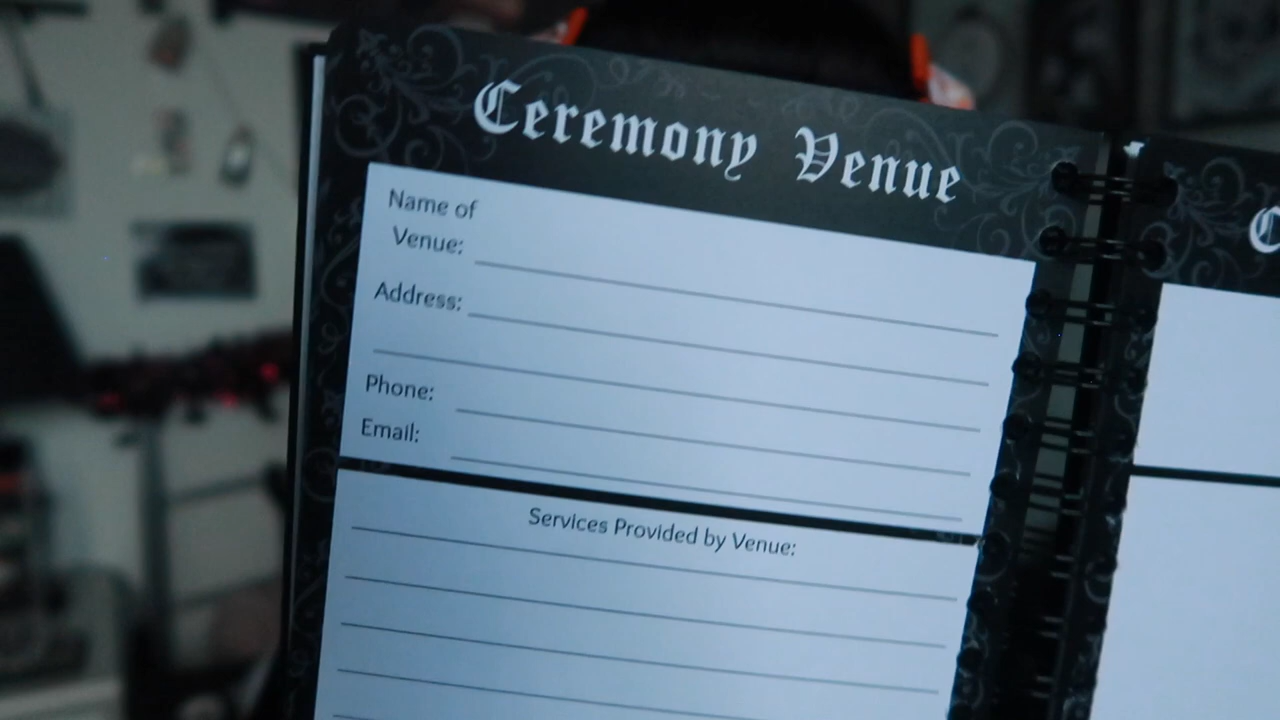 Ceremony Venue
Name of
Venue:
Address:
Phone:
Email:
Services Provided by Venue: